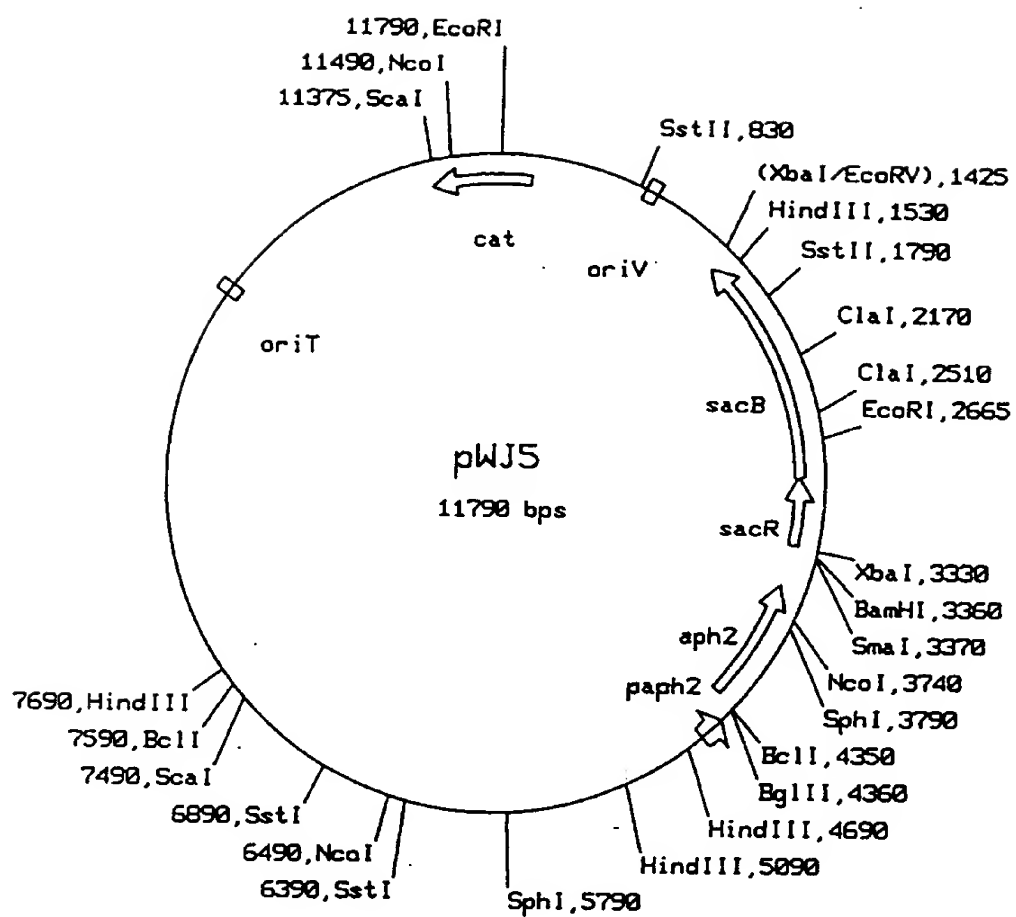 11790,EcoRI
11490,NcoI
11375,ScaI
SstII,830
(XbaI/EcoRV),1425
HindIII,1530
SstII,1790
cat
oriV
ClaI,2170
oriT
ClaI,2510
sacB
EcoRI,2665
pWJ5
11790 bps
sacR
XbaI,3330
BamHI,3360
aph2
SmaI,3370
paph2
NcoI,3740
SphI,3790
7690,HindIII
7590,BclI
BclI,4350
7490,ScaI
BglII,4360
6890,SstI
HindIII,4690
6490,NcoI
HindIII,5090
6390,SstI
SphI,5790